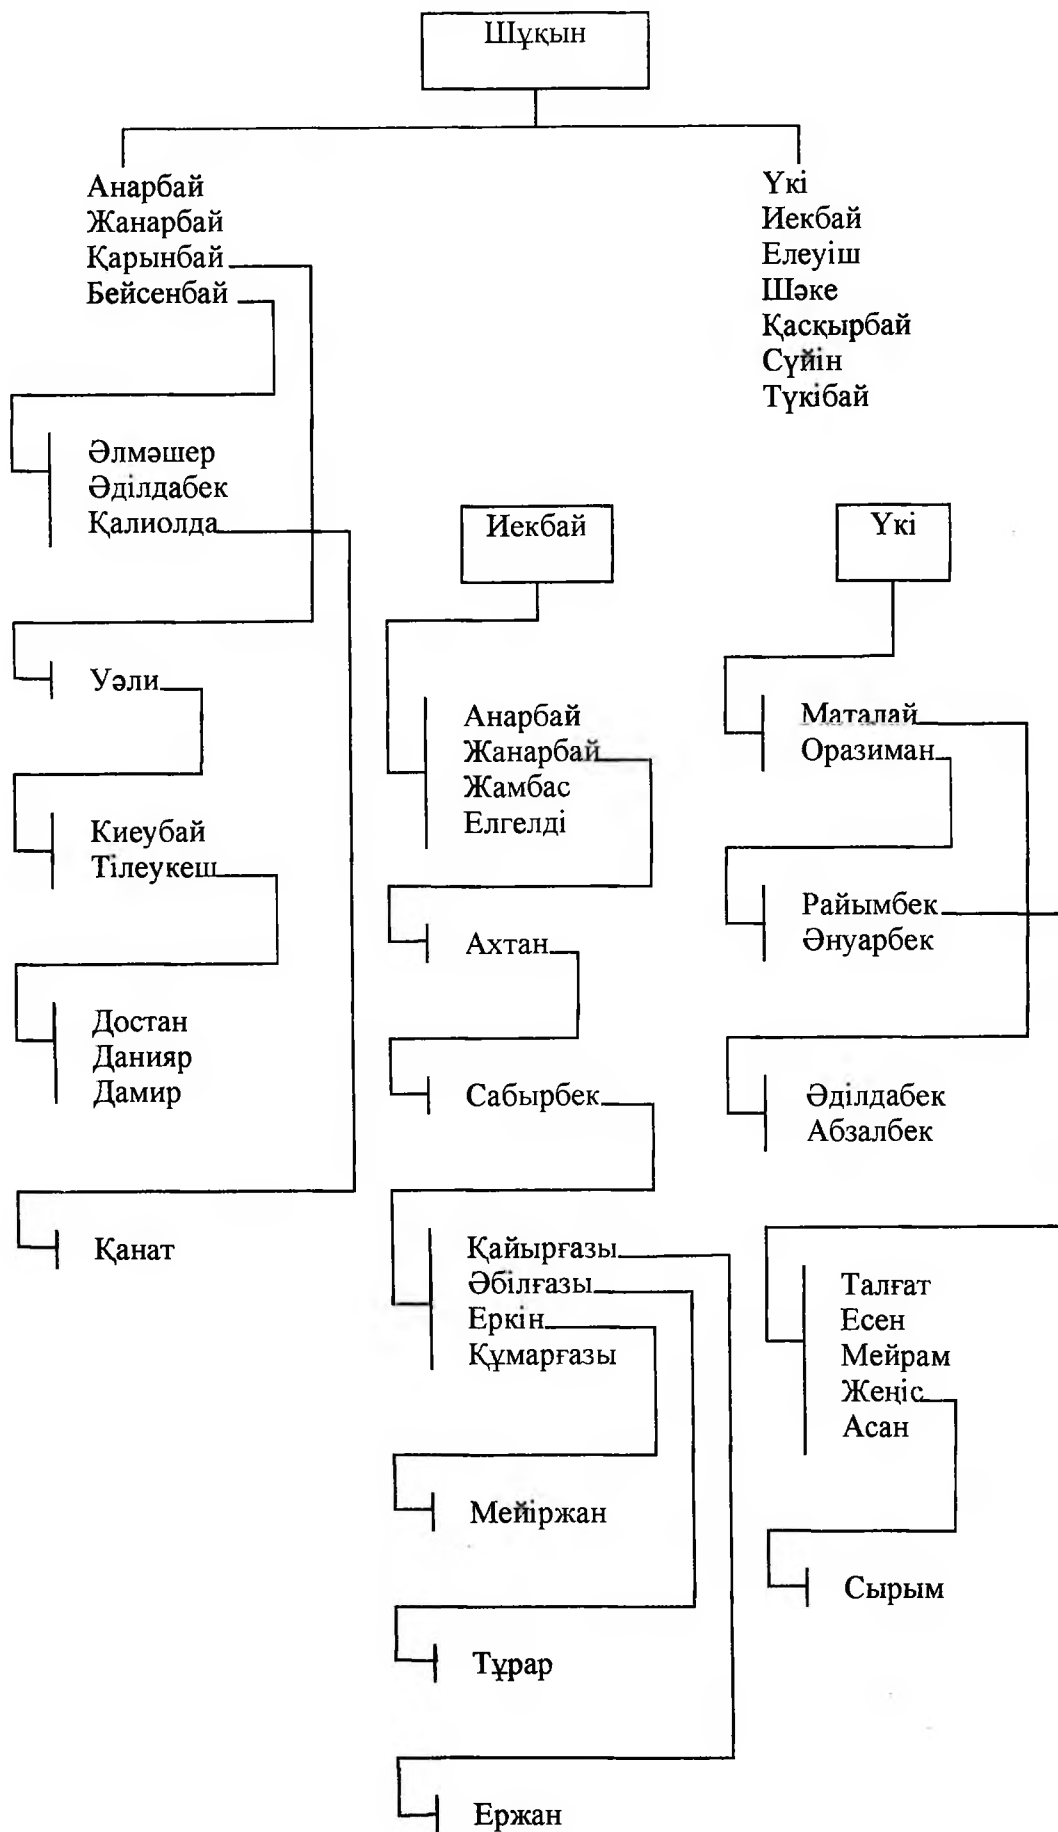 Шұқын
Анарбай
Жанарбай
Қарынбай
Бейсенбай
Үкі
Иекбай
Елеуіш
Шәке
Қасқырбай
Сүйін
Түкібай
Әлмәшер
Әділдабек
Қалиолда
Уәли
Киеубай
Тілеукеш
Достан
Данияр
Дамир
Қанат
Иекбай
Анарбай
Жанарбай
Жамбас
Елгелді
Ахтан
Сабырбек
Қайырғазы
Әбілғазы
Еркін
Құмарғазы
Мейіржан
Тұрар
Ержан
Үкі
Маталай
Оразиман
Райымбек
Әнуарбек
Әділдабек
Абзалбек
Талғат
Есен
Мейрам
Жеңіс
Асан
Сырым